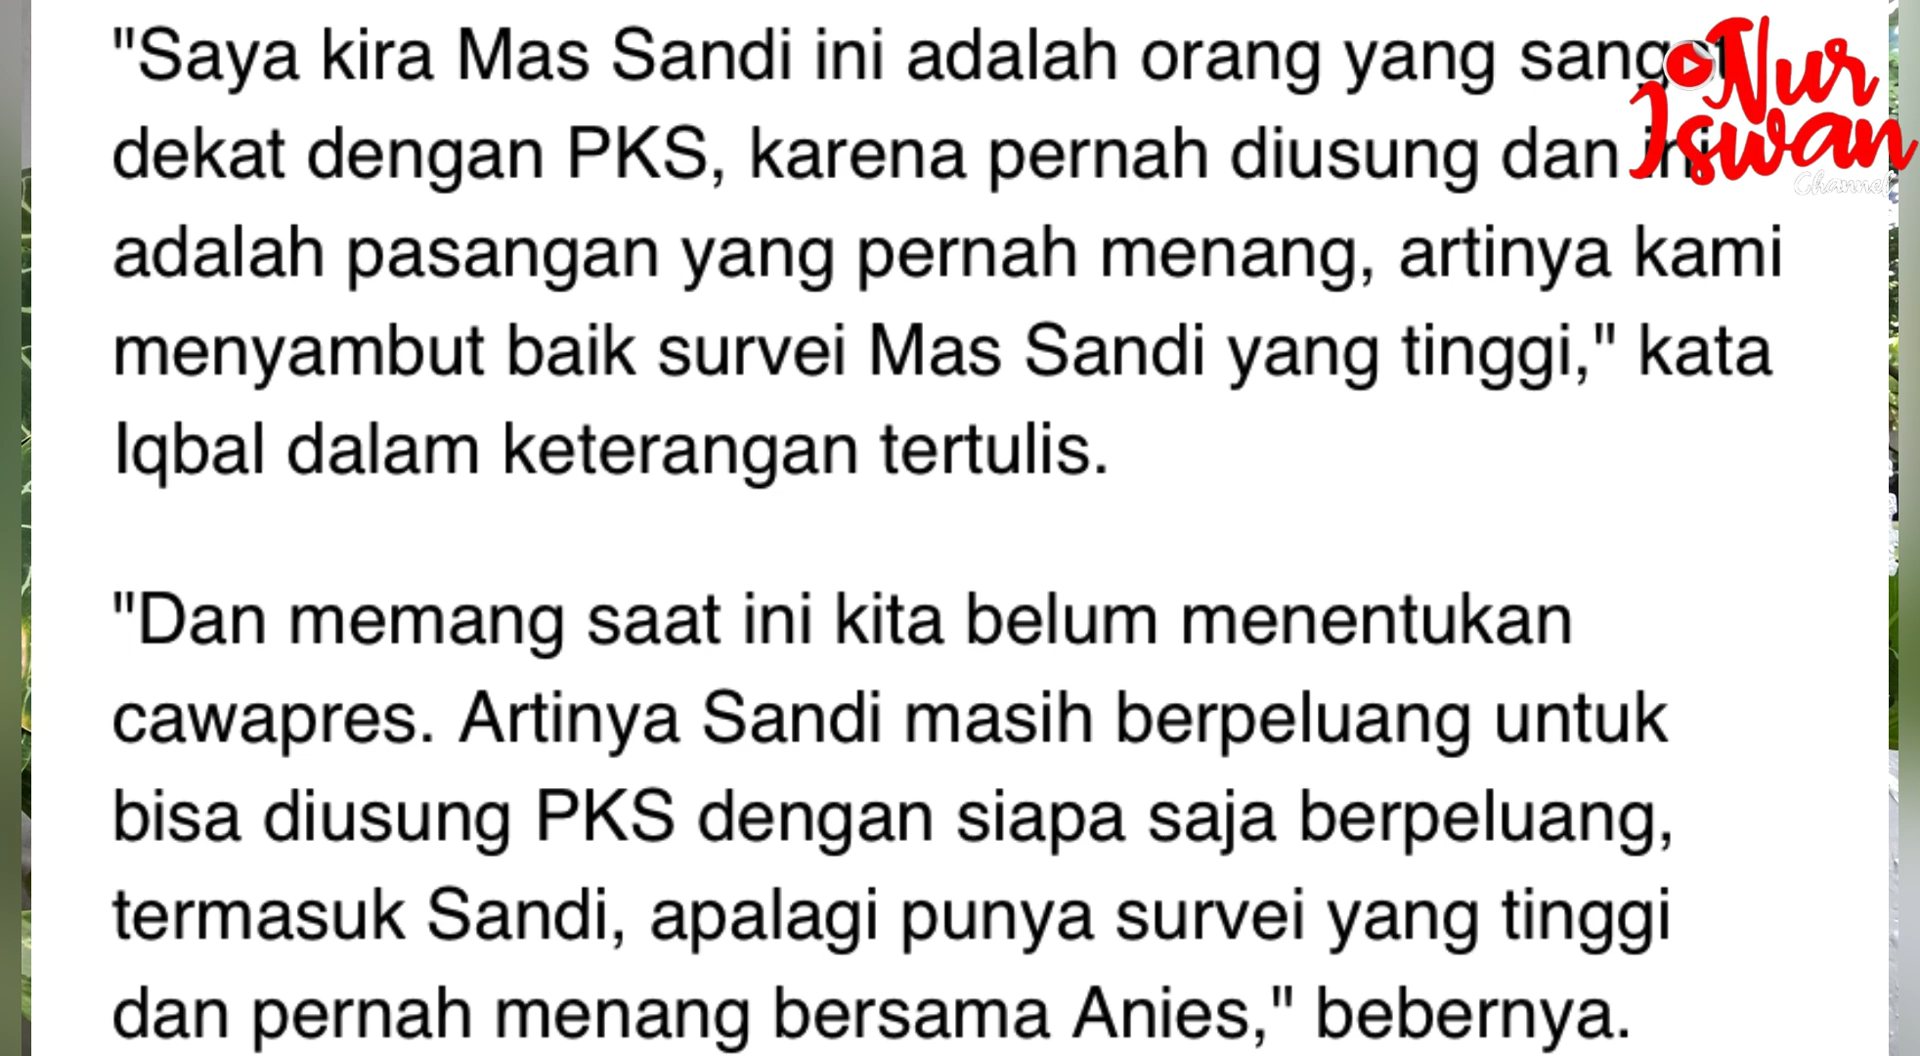 "Saya kira Mas Sandi ini adalah orang yang sangat
dekat dengan PKS, karena pernah diusung dan ini
adalah pasangan yang pernah menang, artinya kami
menyambut baik survei Mas Sandi yang tinggi," kata
Iqbal dalam keterangan tertulis.
"Dan memang saat ini kita belum menentukan
cawapres. Artinya Sandi masih berpeluang untuk
bisa diusung PKS dengan siapa saja berpeluang,
termasuk Sandi, apalagi punya survei yang tinggi
dan pernah menang bersama Anies," bebernya.
Nur
Iswan
Channel